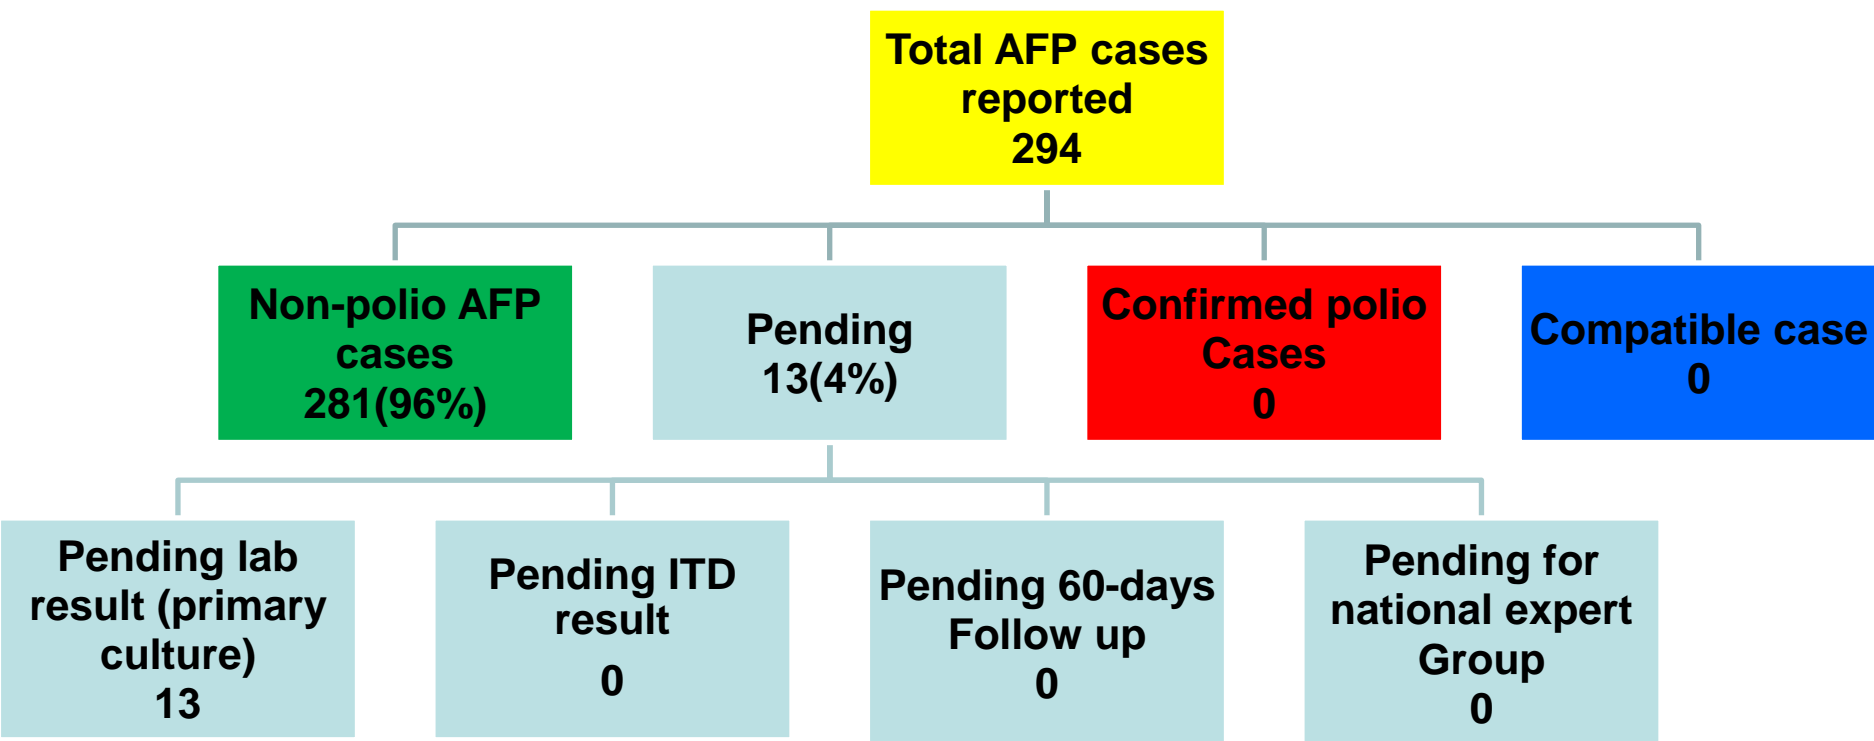 Total AFP cases
reported
294
Non-polio AFP
cases
281(96%)
Pending
13(4%)
Confirmed polio
Cases
0
Compatible case
0
Pending lab
result (primary
culture)
13
Pending ITD
result
0
Pending 60-days
Follow up
0
Pending for
national expert
Group
0